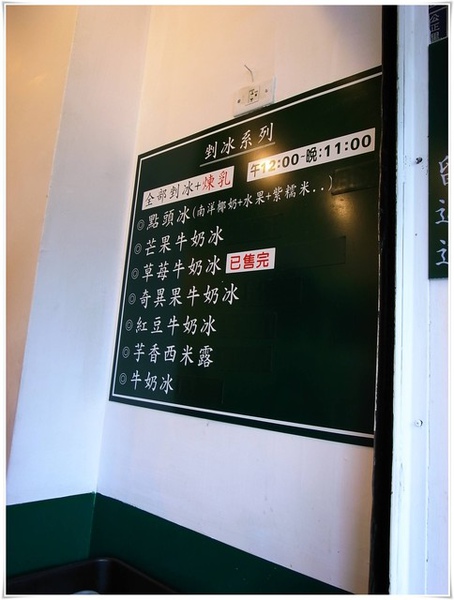 剉冰系列
午12:00~晚:11:00
全部剉冰+煉乳
◎點頭冰(南洋椰奶+水果+紫糯米..)
◎芒果牛奶冰
◎草莓牛奶冰 已售完
◎奇異果牛奶冰
◎紅豆牛奶冰
◎芋香西米露
◎牛奶冰